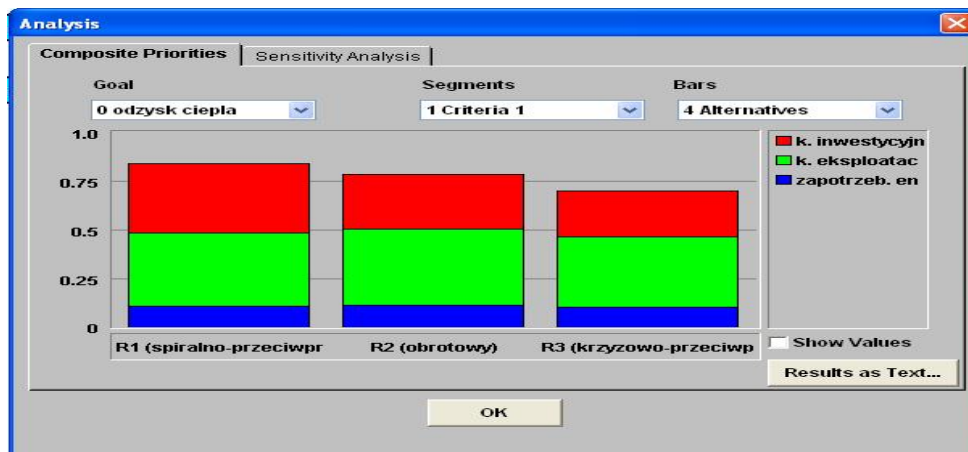 Analysis
Composite Priorities Sensitivity Analysis
Goal Segments Bars
0 odzysk ciepla 1 Criteria 1 4 Alternatives
1.0
0.75
0.5
0.25
0
k. inwestycyjn
k. eksploatac
zapotrzeb. en
R1 (spiralno-przeciwpr R2 (obrotowy) R3 (krzyzowo-przeciwp
Show Values
Results as Text...
OK